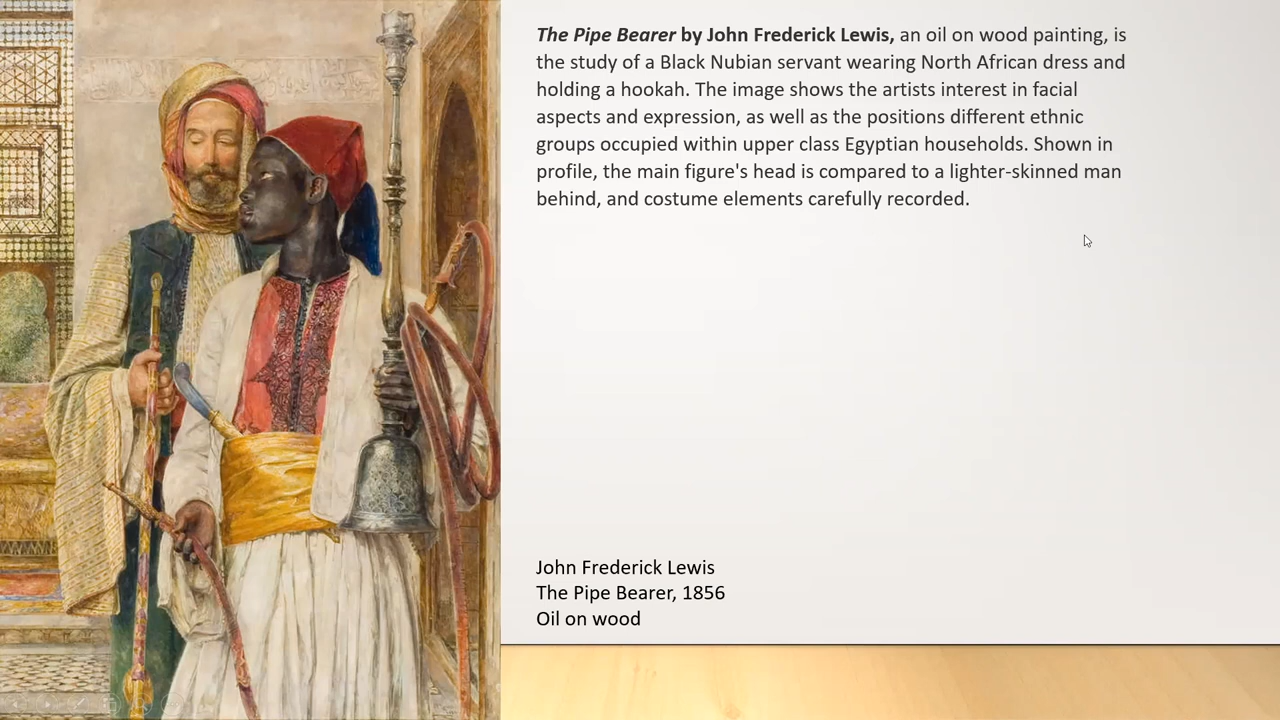 The Pipe Bearer by John Frederick Lewis, an oil on wood painting, is
the study of a Black Nubian servant wearing North African dress and
holding a hookah. The image shows the artists interest in facial
aspects and expression, as well as the positions different ethnic
groups occupied within upper class Egyptian households. Shown in
profile, the main figure's head is compared to a lighter-skinned man
behind, and costume elements carefully recorded.
John Frederick Lewis
The Pipe Bearer, 1856
Oil on wood